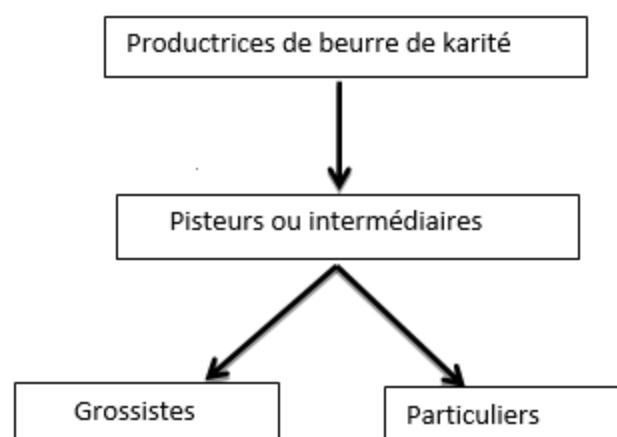 Productrices de beurre de karité
Pisteurs ou intermédiaires
Grossistes
Particuliers